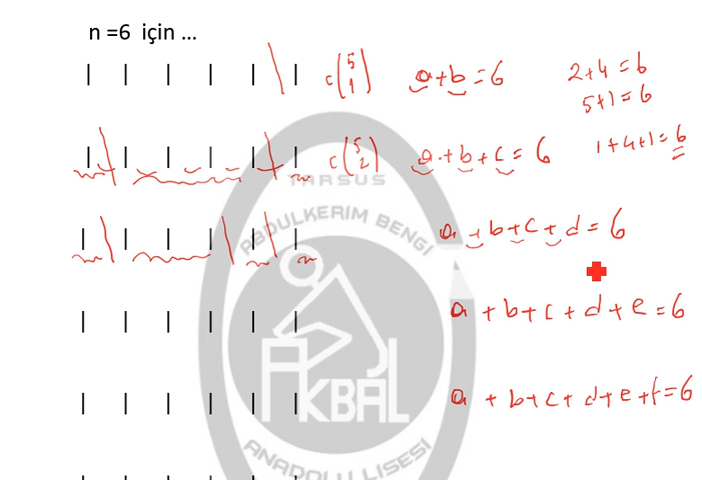 n =6 için ...
| | | | | \ | c(5 1) a+b=6 2+4=6
5+1=6
| | | | | | c(5 2) a+b+c=6 1+4+1=6
TARSUS
| | | | | | a+b+c+d=6
ABDULKERIM BENGİ
| | | | | | a+b+c+d+e=6
| | | | | | a+b+c+d+e+f=6
AKBAL
ANADOLU LİSESİ